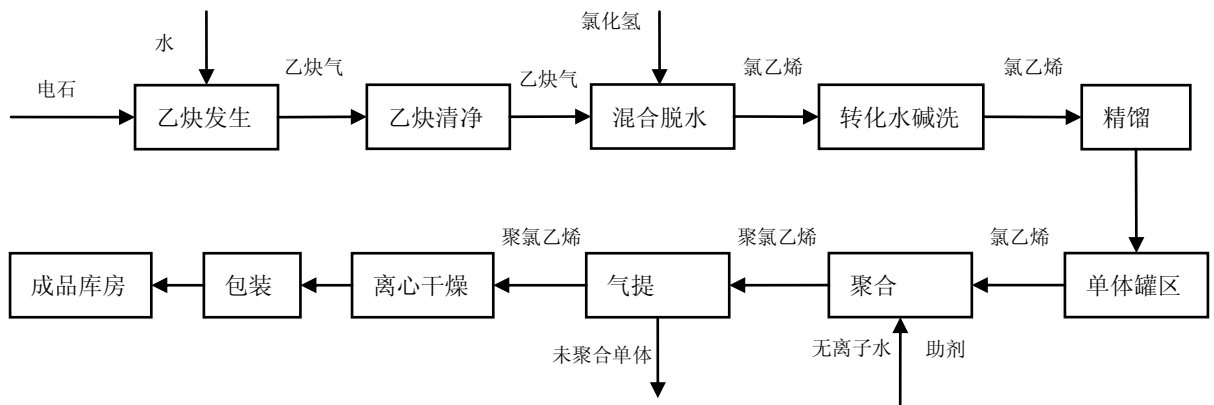 氯化氢
水
乙炔气
乙炔气
氯乙烯
氯乙烯
电石
乙炔发生
乙炔清净
混合脱水
转化水碱洗
精馏
聚氯乙烯
聚氯乙烯
氯乙烯
成品库房
包装
离心干燥
气提
聚合
单体罐区
未聚合单体
无离子水
助剂